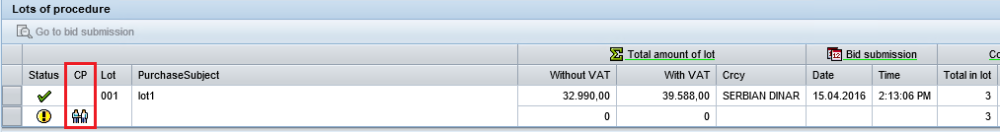 Lots of procedure
Go to bid submission
Total amount of lot Bid submission Co
Status CP Lot PurchaseSubject Without VAT With VAT Crcy Date Time Total in lot
001 lot1 32.990,00 39.588,00 SERBIAN DINAR 15.04.2016 2:13:06 PM 3
0 0 3